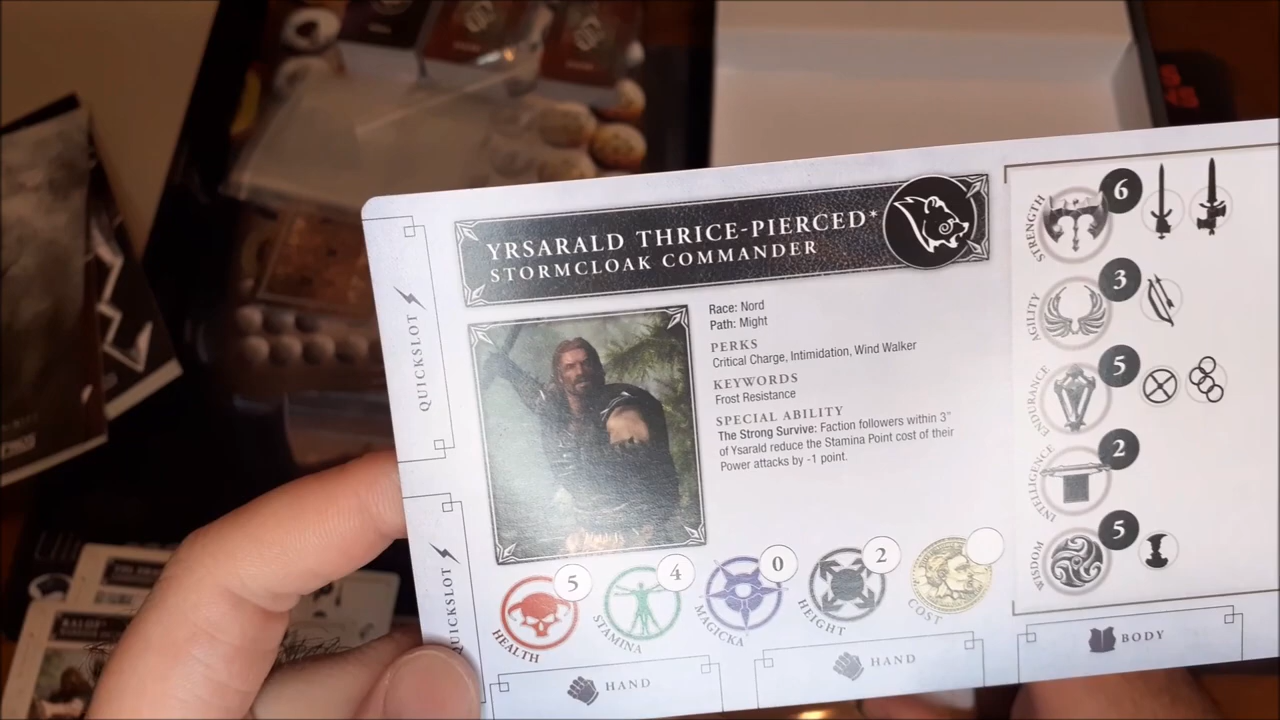 YRSARALD THRICE-PIERCED*
STORMCLOAK COMMANDER
Race: Nord
Path: Might
PERKS
Critical Charge, Intimidation, Wind Walker
KEYWORDS
Frost Resistance
SPECIAL ABILITY
The Strong Survive: Faction followers within 3"
of Ysarald reduce the Stamina Point cost of their
Power attacks by -1 point.
QUICKSLOT
QUICKSLOT
5
HEALTH
4
STAMINA
0
MAGICKA
2
HEIGHT
COST
STRENGTH
6
AGILITY
3
ENDURANCE
5
INTELLIGENCE
2
WISDOM
5
HAND
HAND
BODY